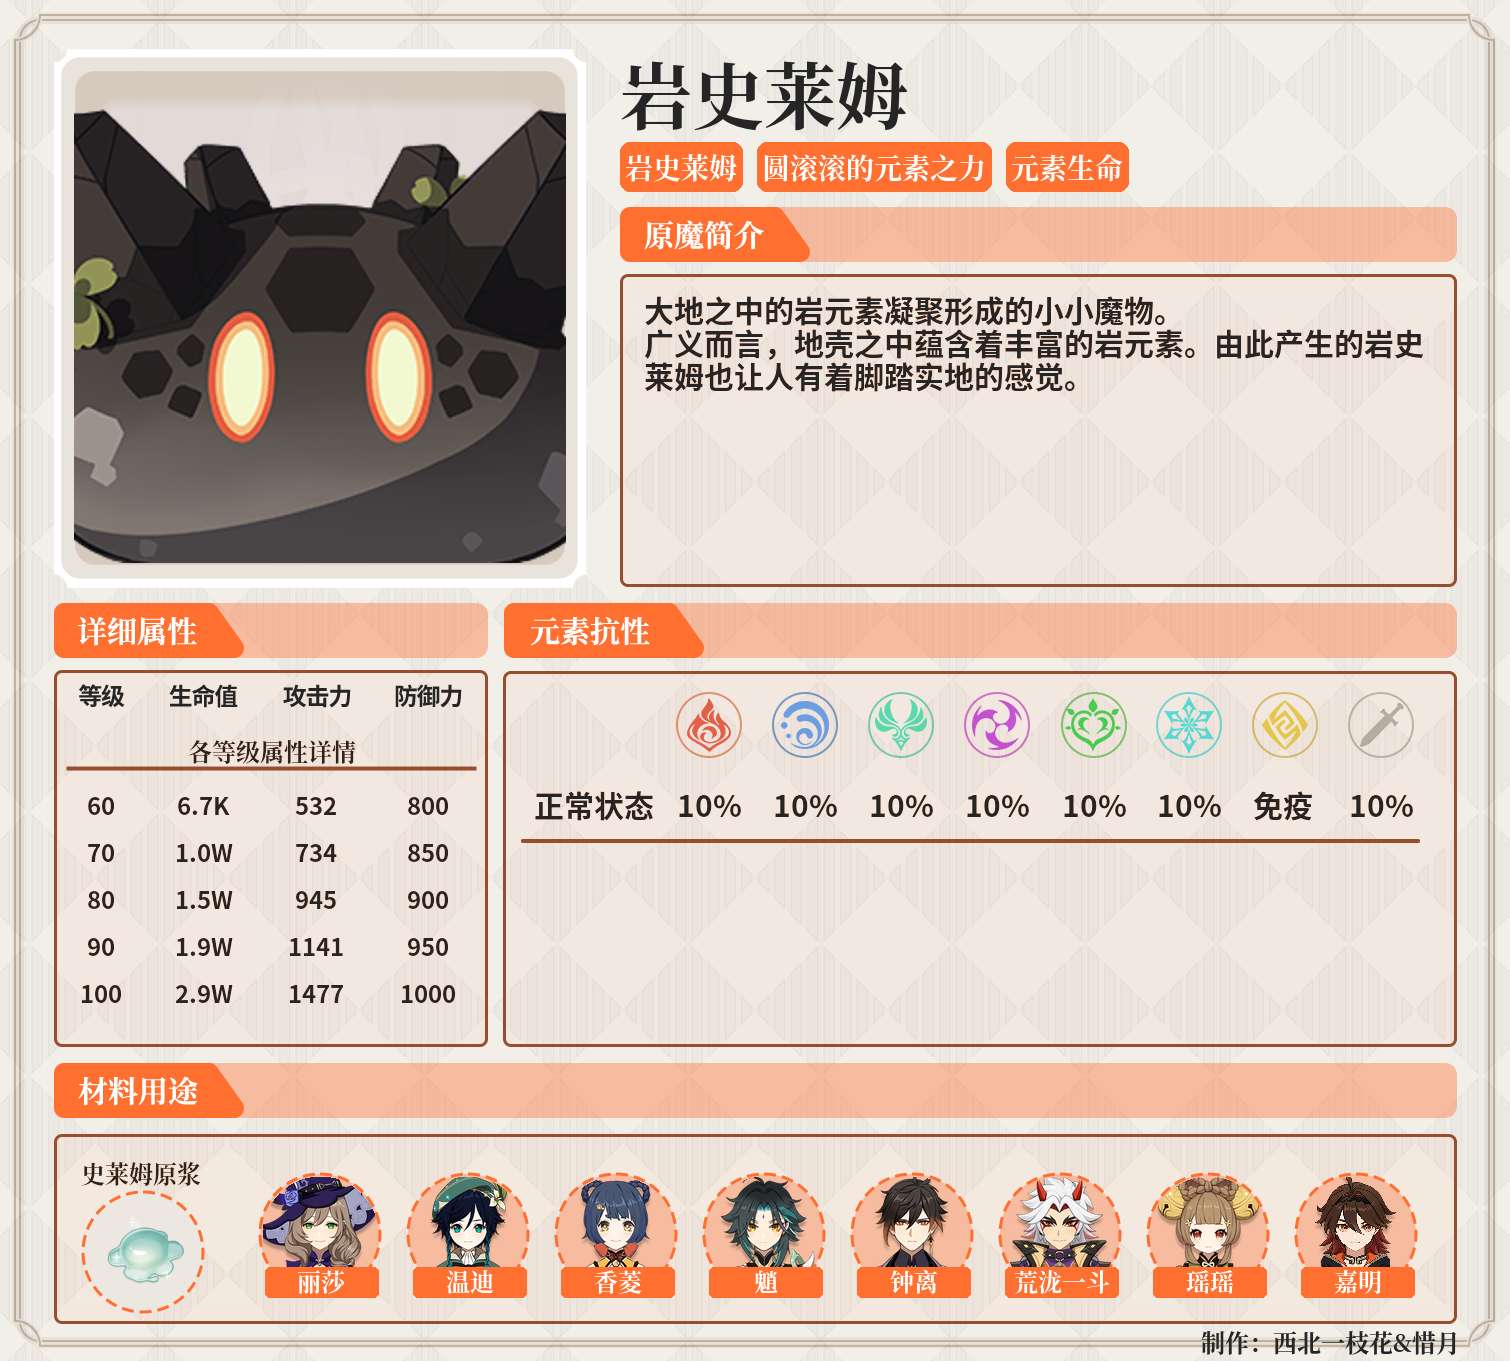 岩史莱姆
岩史莱姆 圆滚滚的元素之力 元素生命
原魔简介
大地之中的岩元素凝聚形成的小小魔物。
广义而言，地壳之中蕴含着丰富的岩元素。由此产生的岩史
莱姆也让人有着脚踏实地的感觉。
详细属性
等级 生命值 攻击力 防御力
各等级属性详情
60 6.7K 532 800
70 1.0W 734 850
80 1.5W 945 900
90 1.9W 1141 950
100 2.9W 1477 1000
元素抗性
正常状态 10% 10% 10% 10% 10% 10% 免疫 10%
材料用途
史莱姆原浆
丽莎 温迪 香菱 魈 钟离 荒泷一斗 瑶瑶 嘉明
制作：西北一枝花&惜月